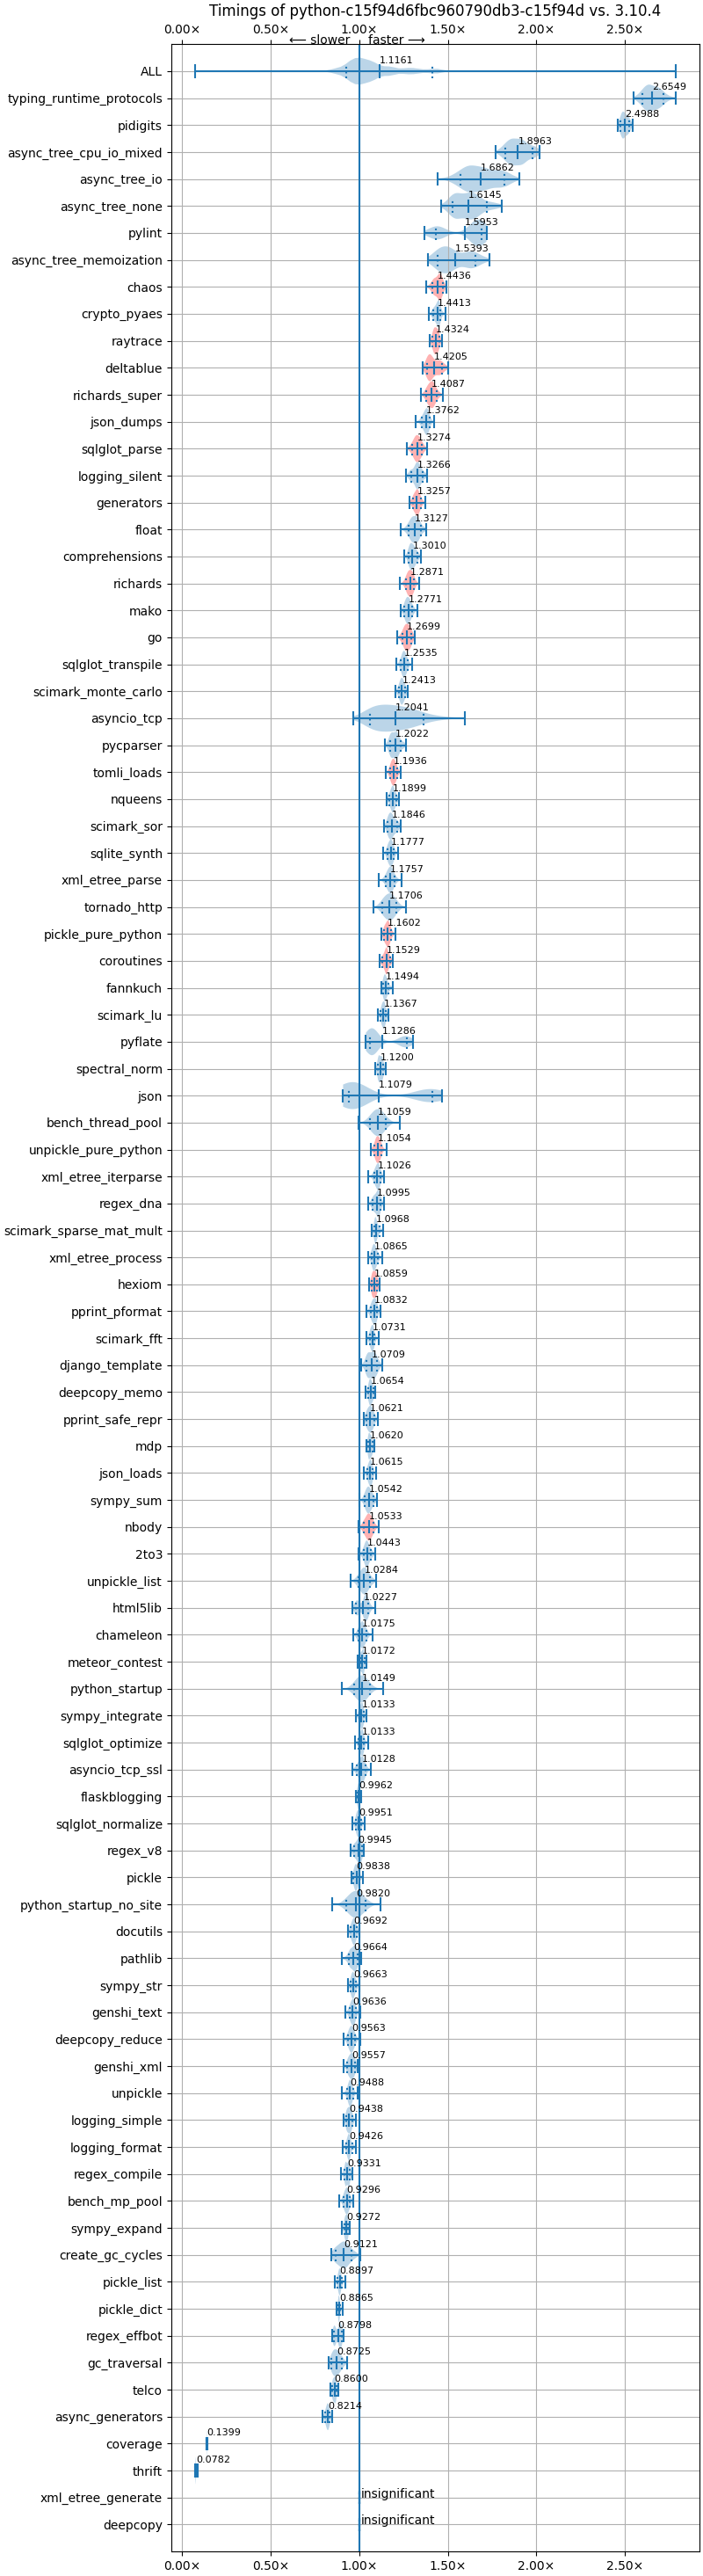 Timings of python-c15f94d6fbc960790db3-c15f94d vs. 3.10.4
0.00× 0.50× 1.00× 1.50× 2.00× 2.50×
⟵ slower faster ⟶
ALL 1.1161
typing_runtime_protocols 2.6549
pidigits 2.4988
async_tree_cpu_io_mixed 1.8963
async_tree_io 1.6862
async_tree_none 1.6145
pylint 1.5953
async_tree_memoization 1.5393
chaos 1.4436
crypto_pyaes 1.4413
raytrace 1.4324
deltablue 1.4205
richards_super 1.4087
json_dumps 1.3762
sqlglot_parse 1.3274
logging_silent 1.3266
generators 1.3257
float 1.3127
comprehensions 1.3010
richards 1.2871
mako 1.2771
go 1.2699
sqlglot_transpile 1.2535
scimark_monte_carlo 1.2413
asyncio_tcp 1.2041
pycparser 1.2022
tomli_loads 1.1936
nqueens 1.1899
scimark_sor 1.1846
sqlite_synth 1.1777
xml_etree_parse 1.1757
tornado_http 1.1706
pickle_pure_python 1.1602
coroutines 1.1529
fannkuch 1.1494
scimark_lu 1.1367
pyflate 1.1286
spectral_norm 1.1200
json 1.1079
bench_thread_pool 1.1059
unpickle_pure_python 1.1054
xml_etree_iterparse 1.1026
regex_dna 1.0995
scimark_sparse_mat_mult 1.0968
xml_etree_process 1.0865
hexiom 1.0859
pprint_pformat 1.0832
scimark_fft 1.0731
django_template 1.0709
deepcopy_memo 1.0654
pprint_safe_repr 1.0621
mdp 1.0620
json_loads 1.0615
sympy_sum 1.0542
nbody 1.0533
2to3 1.0443
unpickle_list 1.0284
html5lib 1.0227
chameleon 1.0175
meteor_contest 1.0172
python_startup 1.0149
sympy_integrate 1.0133
sqlglot_optimize 1.0133
asyncio_tcp_ssl 1.0128
flaskblogging 0.9962
sqlglot_normalize 0.9951
regex_v8 0.9945
pickle 0.9838
python_startup_no_site 0.9820
docutils 0.9692
pathlib 0.9664
sympy_str 0.9663
genshi_text 0.9636
deepcopy_reduce 0.9563
genshi_xml 0.9557
unpickle 0.9488
logging_simple 0.9438
logging_format 0.9426
regex_compile 0.9331
bench_mp_pool 0.9296
sympy_expand 0.9272
create_gc_cycles 0.9121
pickle_list 0.8897
pickle_dict 0.8865
regex_effbot 0.8798
gc_traversal 0.8725
telco 0.8600
async_generators 0.8214
coverage 0.1399
thrift 0.0782
xml_etree_generate insignificant
deepcopy insignificant
0.00× 0.50× 1.00× 1.50× 2.00× 2.50×